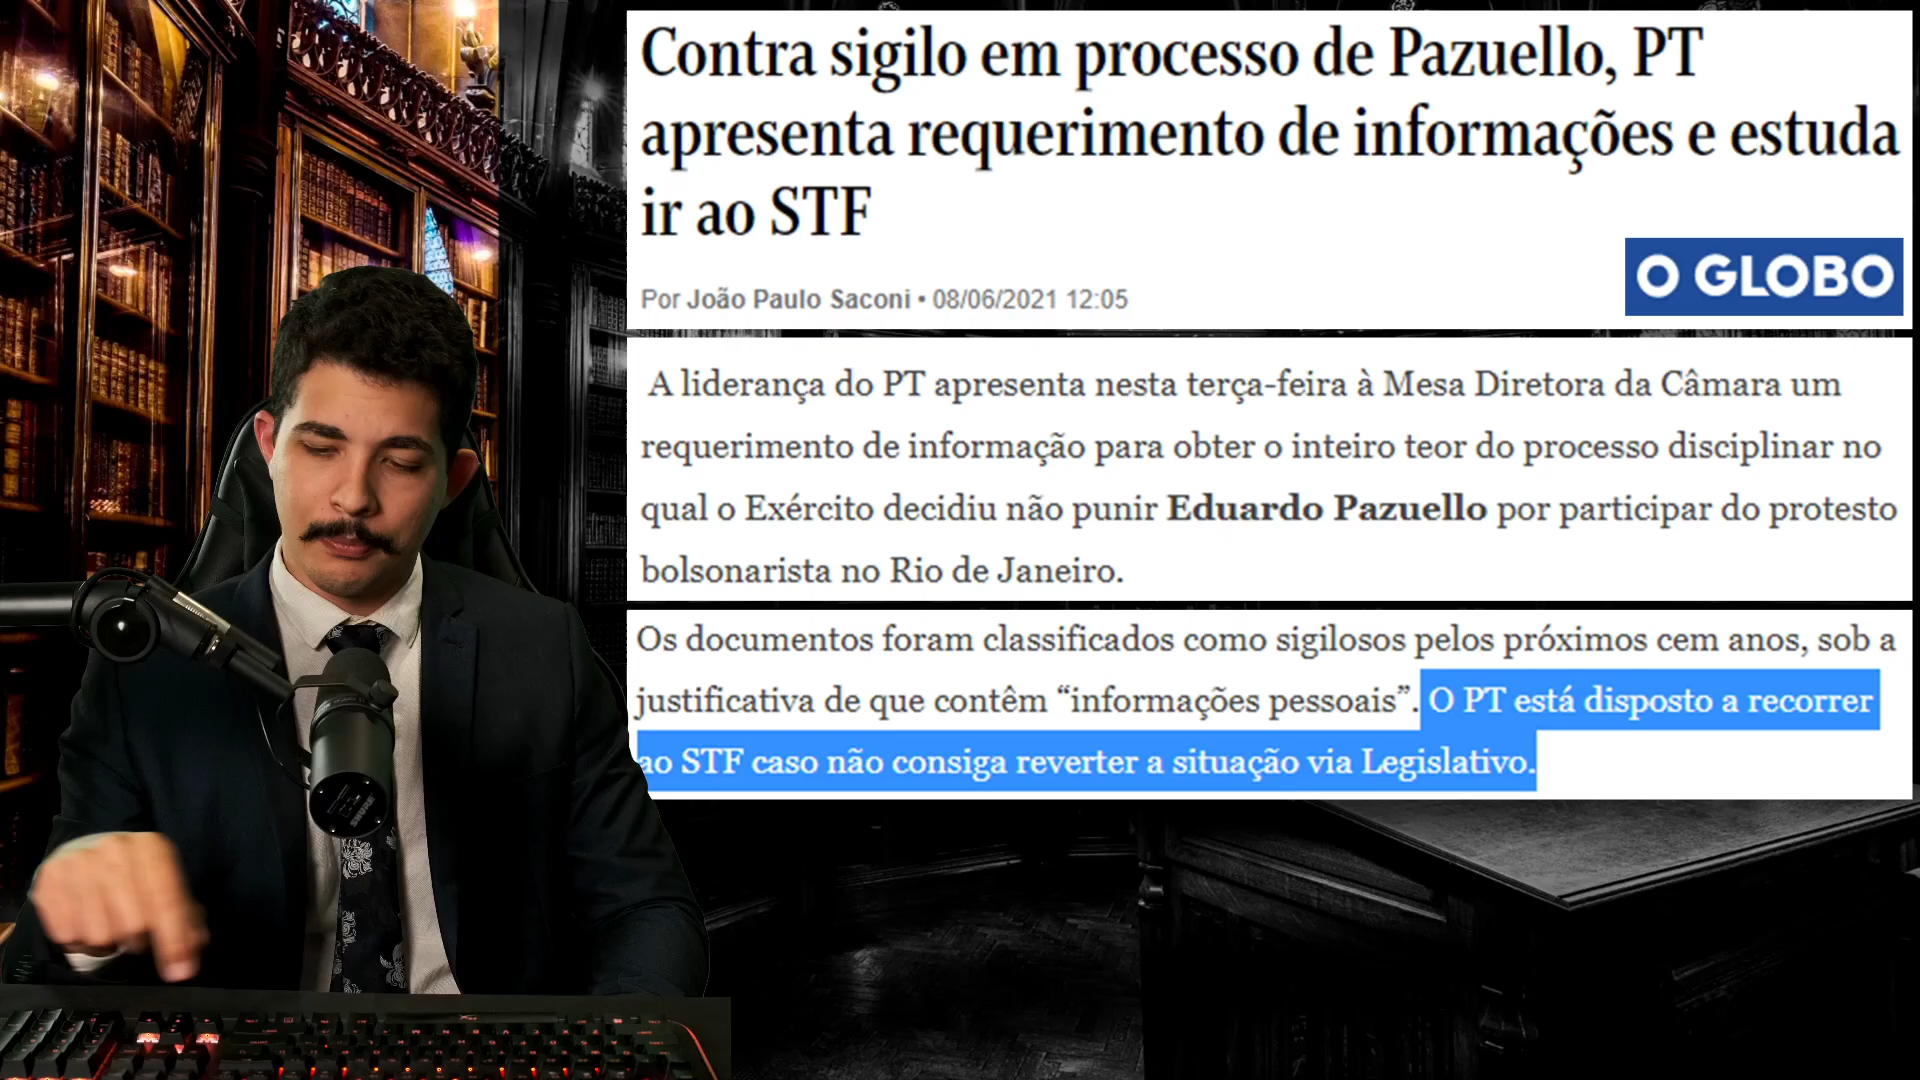 Contra sigilo em processo de Pazuello, PT
apresenta requerimento de informações e estuda
ir ao STF
O GLOBO
Por João Paulo Saconi • 08/06/2021 12:05
A liderança do PT apresenta nesta terça-feira à Mesa Diretora da Câmara um
requerimento de informação para obter o inteiro teor do processo disciplinar no
qual o Exército decidiu não punir Eduardo Pazuello por participar do protesto
bolsonarista no Rio de Janeiro.
Os documentos foram classificados como sigilosos pelos próximos cem anos, sob a
justificativa de que contêm “informações pessoais”. O PT está disposto a recorrer
ao STF caso não consiga reverter a situação via Legislativo.
SHURE